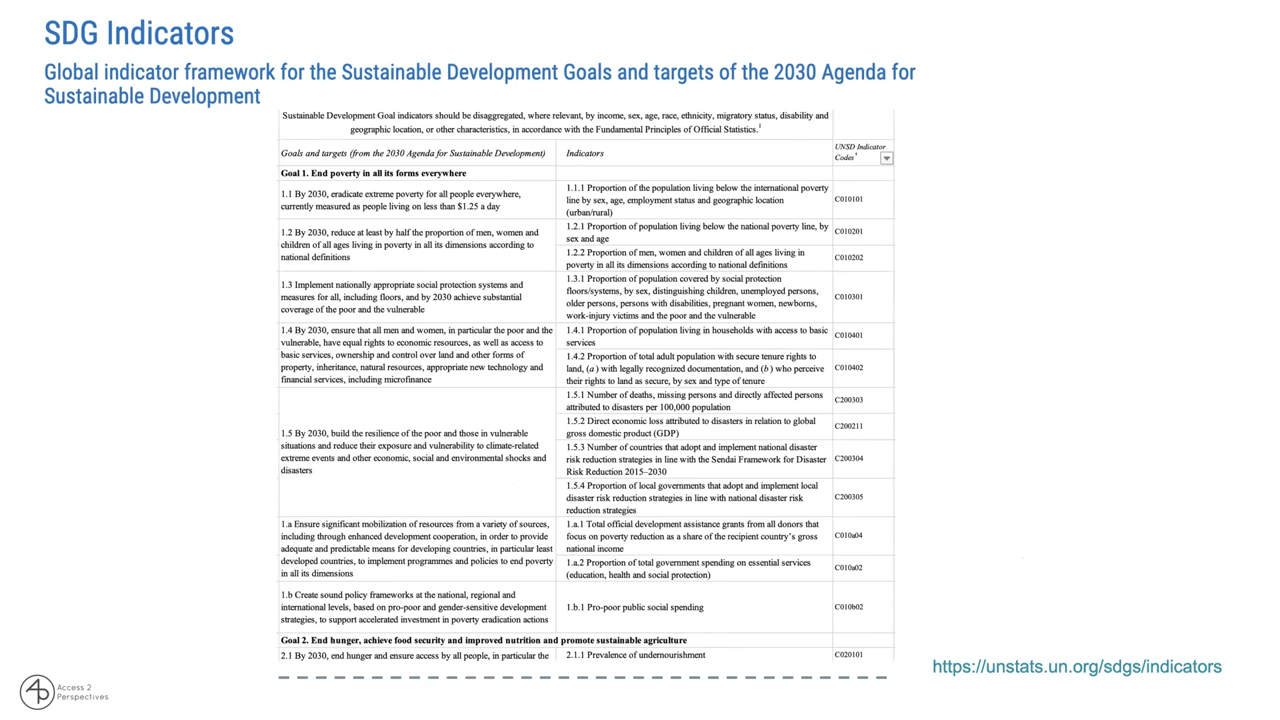 SDG Indicators
Global indicator framework for the Sustainable Development Goals and targets of the 2030 Agenda for
Sustainable Development
Sustainable Development Goal indicators should be disaggregated, where relevant, by income, sex, age, race, ethnicity, migratory status, disability and
geographic location, or other characteristics, in accordance with the Fundamental Principles of Official Statistics.¹
Goals and targets (from the 2030 Agenda for Sustainable Development)
Indicators
UNSD Indicator
Codes†
Goal 1. End poverty in all its forms everywhere
1.1 By 2030, eradicate extreme poverty for all people everywhere,
currently measured as people living on less than $1.25 a day
1.1.1 Proportion of the population living below the international poverty
line by sex, age, employment status and geographic location
(urban/rural)
C010101
1.2 By 2030, reduce at least by half the proportion of men, women and
children of all ages living in poverty in all its dimensions according to
national definitions
1.2.1 Proportion of population living below the national poverty line, by
sex and age
C010201
1.2.2 Proportion of men, women and children of all ages living in
poverty in all its dimensions according to national definitions
C010202
1.3 Implement nationally appropriate social protection systems and
measures for all, including floors, and by 2030 achieve substantial
coverage of the poor and the vulnerable
1.3.1 Proportion of population covered by social protection
floors/systems, by sex, distinguishing children, unemployed persons,
older persons, persons with disabilities, pregnant women, newborns,
work-injury victims and the poor and the vulnerable
C010301
1.4 By 2030, ensure that all men and women, in particular the poor and the
vulnerable, have equal rights to economic resources, as well as access to
basic services, ownership and control over land and other forms of
property, inheritance, natural resources, appropriate new technology and
financial services, including microfinance
1.4.1 Proportion of population living in households with access to basic
services
C010401
1.4.2 Proportion of total adult population with secure tenure rights to
land, (a) with legally recognized documentation, and (b) who perceive
their rights to land as secure, by sex and type of tenure
C010402
1.5 By 2030, build the resilience of the poor and those in vulnerable
situations and reduce their exposure and vulnerability to climate-related
extreme events and other economic, social and environmental shocks and
disasters
1.5.1 Number of deaths, missing persons and directly affected persons
attributed to disasters per 100,000 population
C200303
1.5.2 Direct economic loss attributed to disasters in relation to global
gross domestic product (GDP)
C200211
1.5.3 Number of countries that adopt and implement national disaster
risk reduction strategies in line with the Sendai Framework for Disaster
Risk Reduction 2015–2030
C200304
1.5.4 Proportion of local governments that adopt and implement local
disaster risk reduction strategies in line with national disaster risk
reduction strategies
C200305
1.a Ensure significant mobilization of resources from a variety of sources,
including through enhanced development cooperation, in order to provide
adequate and predictable means for developing countries, in particular least
developed countries, to implement programmes and policies to end poverty
in all its dimensions
1.a.1 Total official development assistance grants from all donors that
focus on poverty reduction as a share of the recipient country's gross
national income
C010a04
1.a.2 Proportion of total government spending on essential services
(education, health and social protection)
C010a02
1.b Create sound policy frameworks at the national, regional and
international levels, based on pro-poor and gender-sensitive development
strategies, to support accelerated investment in poverty eradication actions
1.b.1 Pro-poor public social spending
C010b02
Goal 2. End hunger, achieve food security and improved nutrition and promote sustainable agriculture
2.1 By 2030, end hunger and ensure access by all people, in particular the
2.1.1 Prevalence of undernourishment
C020101
https://unstats.un.org/sdgs/indicators
Access 2
Perspectives